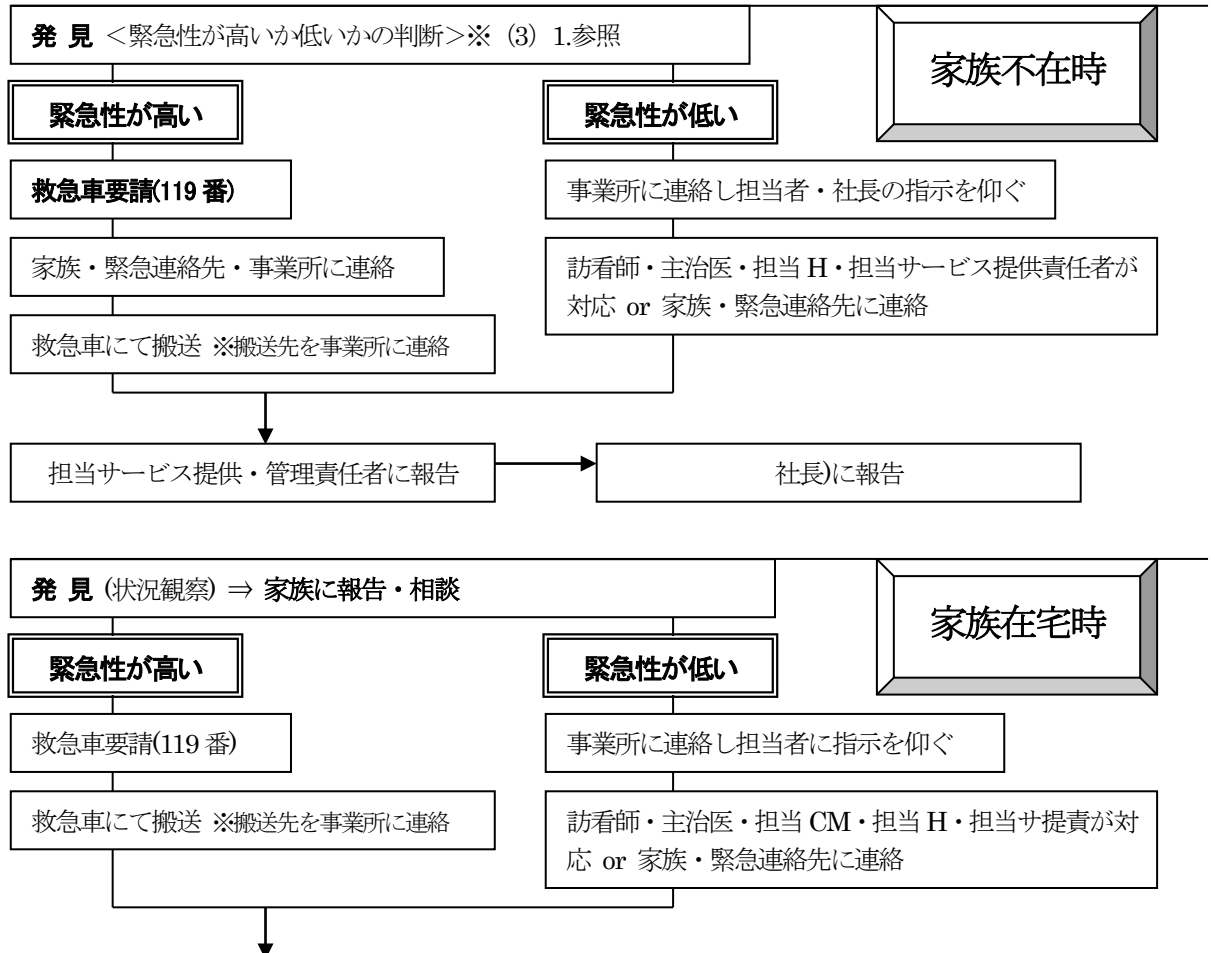 発 見 ＜緊急性が高いか低いかの判断＞※ (3) 1.参照
家族不在時
緊急性が高い
緊急性が低い
救急車要請(119 番)
事業所に連絡し担当者・社長の指示を仰ぐ
家族・緊急連絡先・事業所に連絡
訪看師・主治医・担当 H・担当サービス提供責任者が
対応 or 家族・緊急連絡先に連絡
救急車にて搬送 ※搬送先を事業所に連絡
担当サービス提供・管理責任者に報告
社長)に報告
発 見 (状況観察) ⇒ 家族に報告・相談
家族在宅時
緊急性が高い
緊急性が低い
救急車要請(119 番)
事業所に連絡し担当者に指示を仰ぐ
救急車にて搬送 ※搬送先を事業所に連絡
訪看師・主治医・担当 CM・担当 H・担当サ提責が対
応 or 家族・緊急連絡先に連絡